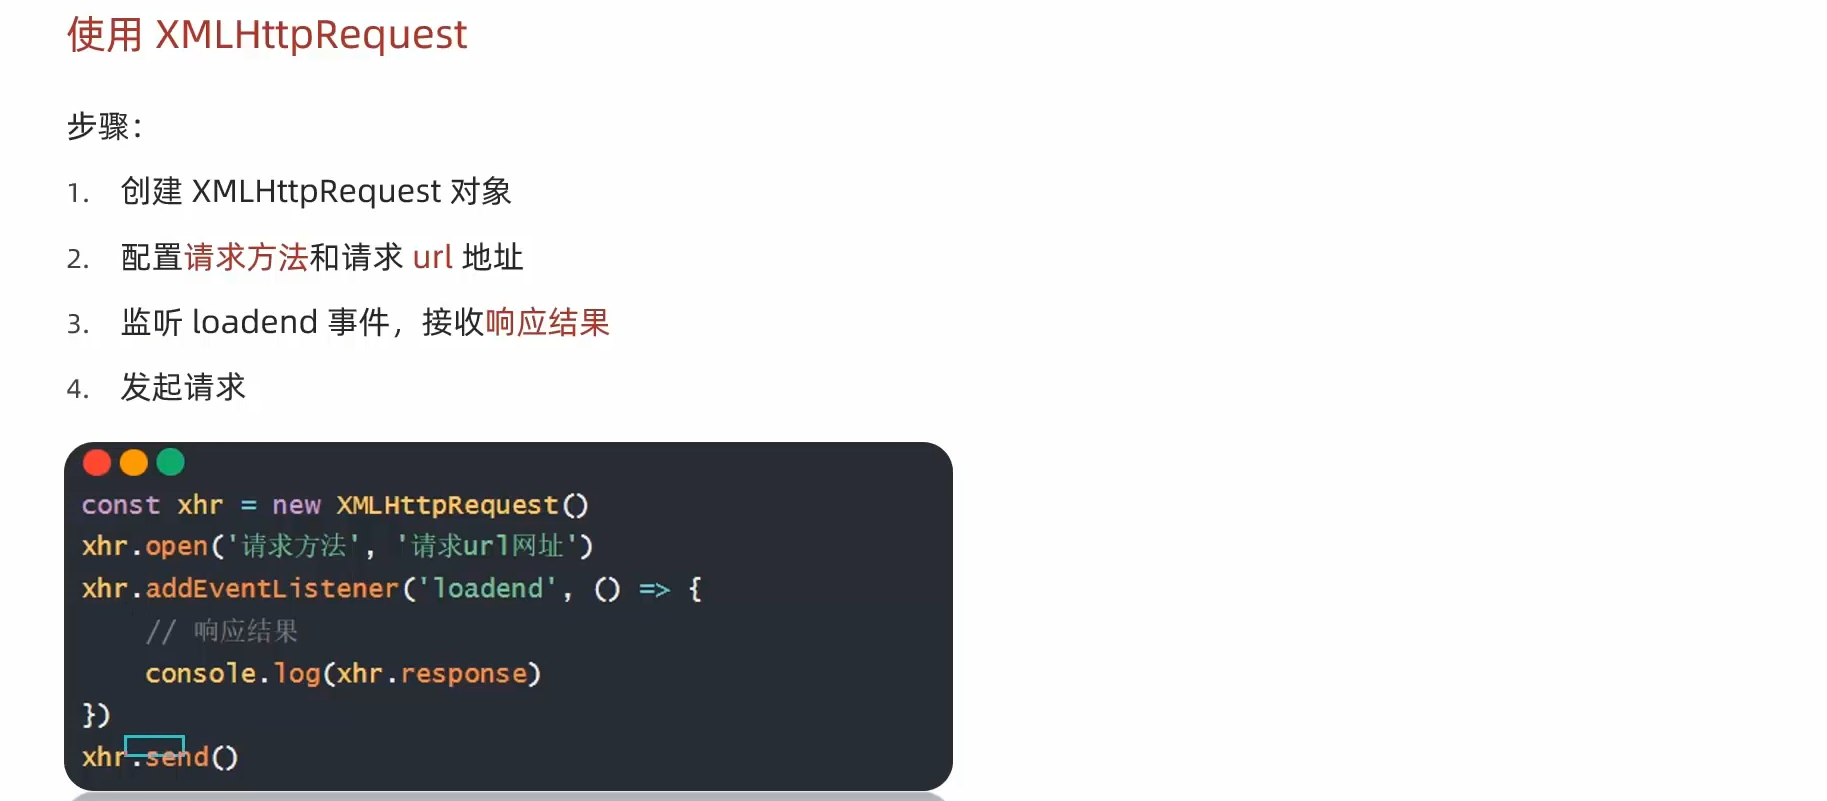 使用 XMLHttpRequest
步骤：
1. 创建 XMLHttpRequest 对象
2. 配置请求方法和请求 url 地址
3. 监听 loadend 事件，接收响应结果
4. 发起请求
const xhr = new XMLHttpRequest()
xhr.open('请求方法', '请求url网址')
xhr.addEventListener('loadend', () => {
    // 响应结果
    console.log(xhr.response)
})
xhr.send()